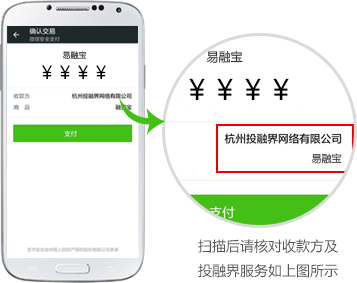 确认交易
微信安全支付
易融宝
¥ ¥ ¥ ¥
收款方 杭州投融界网络有限公司
商 品 融宝
支付
易融宝
¥ ¥ ¥ ¥
杭州投融界网络有限公司
易融宝
支付
扫描后请核对收款方及
投融界服务如上图所示